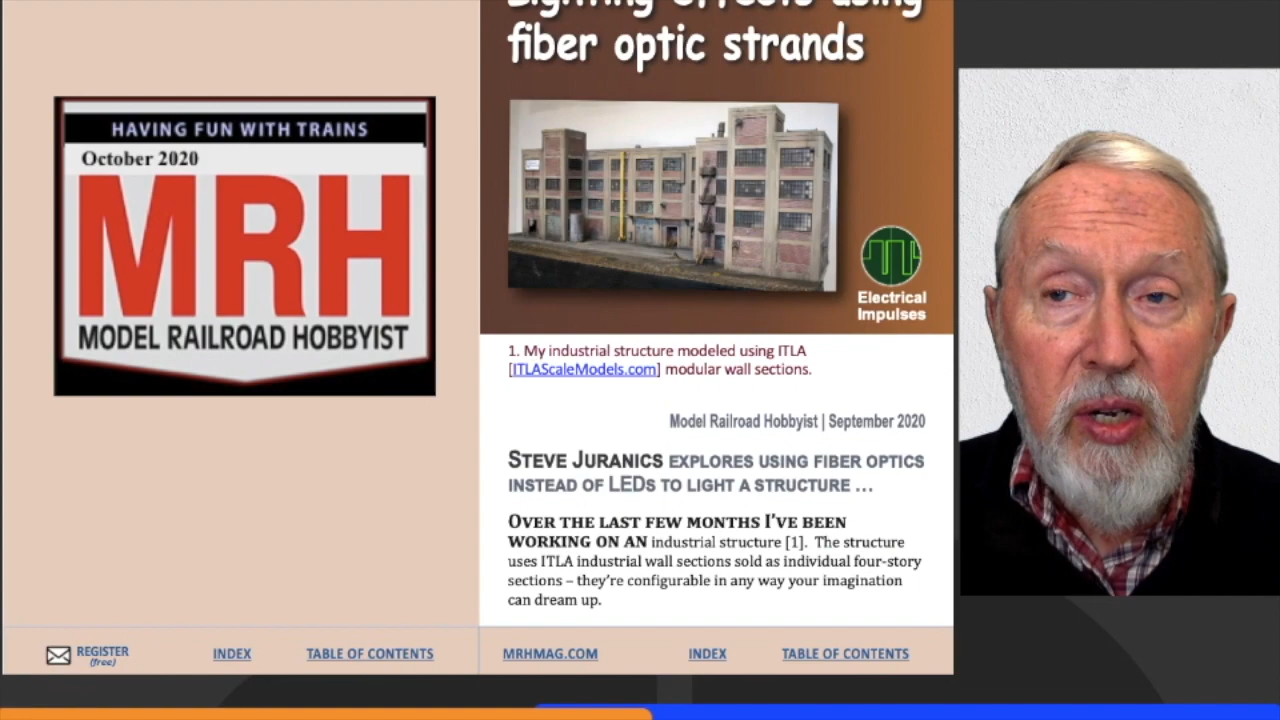 HAVING FUN WITH TRAINS
October 2020
MRH
MODEL RAILROAD HOBBYIST
Lighting effects using
fiber optic strands
Electrical
Impulses
1. My industrial structure modeled using ITLA
[ITLAScaleModels.com] modular wall sections.
Model Railroad Hobbyist | September 2020
STEVE JURANICS EXPLORES USING FIBER OPTICS
INSTEAD OF LEDS TO LIGHT A STRUCTURE ...
OVER THE LAST FEW MONTHS I'VE BEEN
WORKING ON AN industrial structure [1]. The structure
uses ITLA industrial wall sections sold as individual four-story
sections – they're configurable in any way your imagination
can dream up.
REGISTER
(free)
INDEX
TABLE OF CONTENTS
MRHMAG.COM
INDEX
TABLE OF CONTENTS